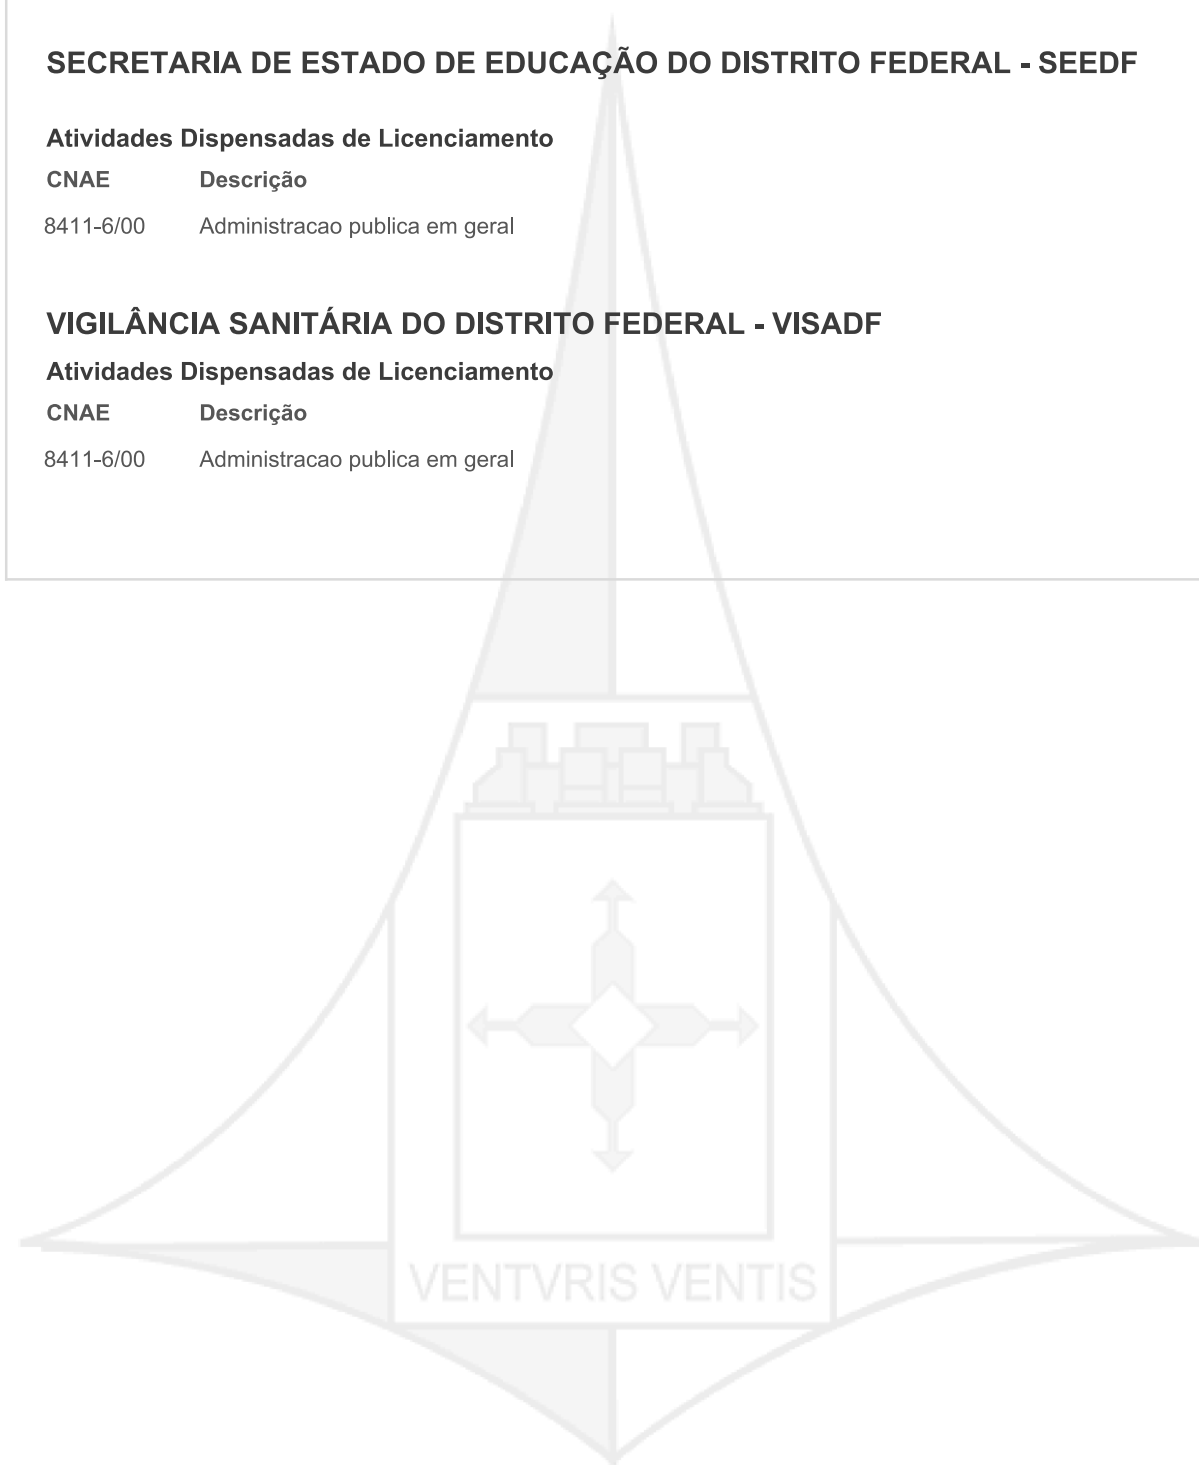 SECRETARIA DE ESTADO DE EDUCAÇÃO DO DISTRITO FEDERAL - SEEDF
Atividades Dispensadas de Licenciamento
CNAE Descrição
8411-6/00 Administracao publica em geral
VIGILÂNCIA SANITÁRIA DO DISTRITO FEDERAL - VISADF
Atividades Dispensadas de Licenciamento
CNAE Descrição
8411-6/00 Administracao publica em geral
VENTVRIS VENTIS